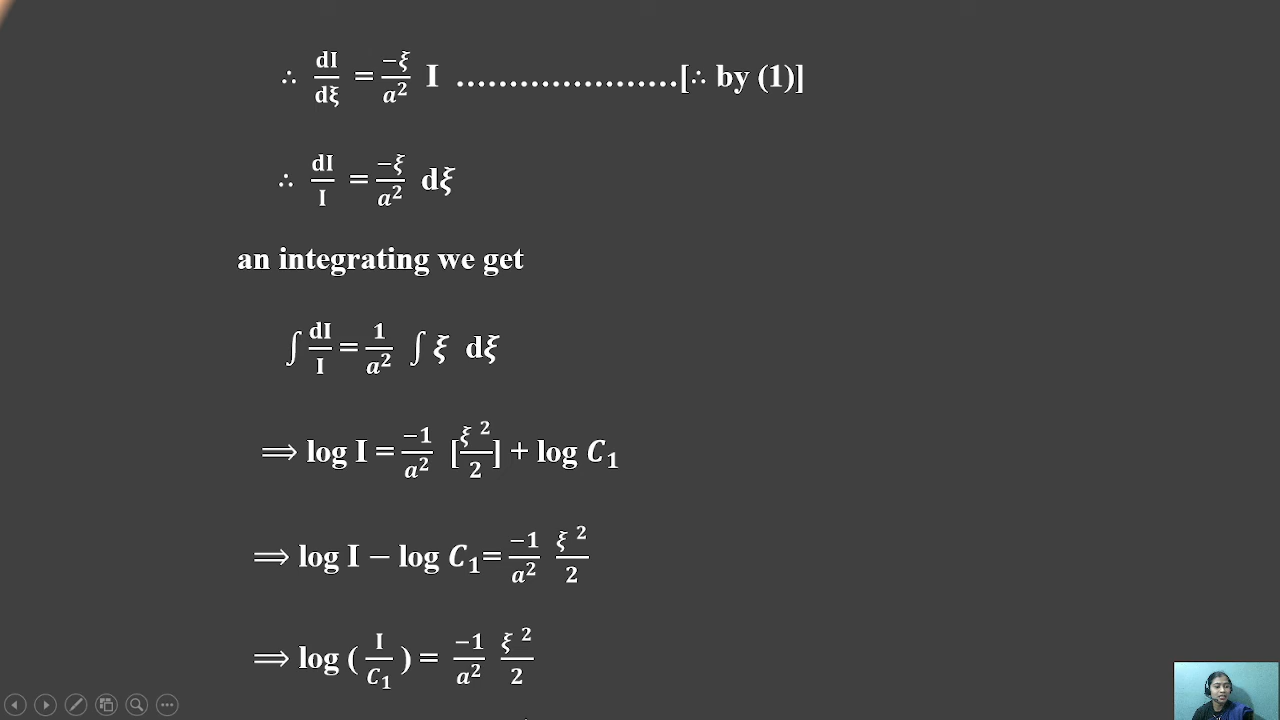 ∴ dI/dξ = −ξ/a² I …………………[∴ by (1)]
∴ dI/I = −ξ/a² dξ
an integrating we get
∫ dI/I = 1/a² ∫ ξ dξ
⟹ log I = −1/a² [ξ²/2] + log C₁
⟹ log I − log C₁= −1/a² ξ²/2
⟹ log ( I/C₁ ) = −1/a² ξ²/2